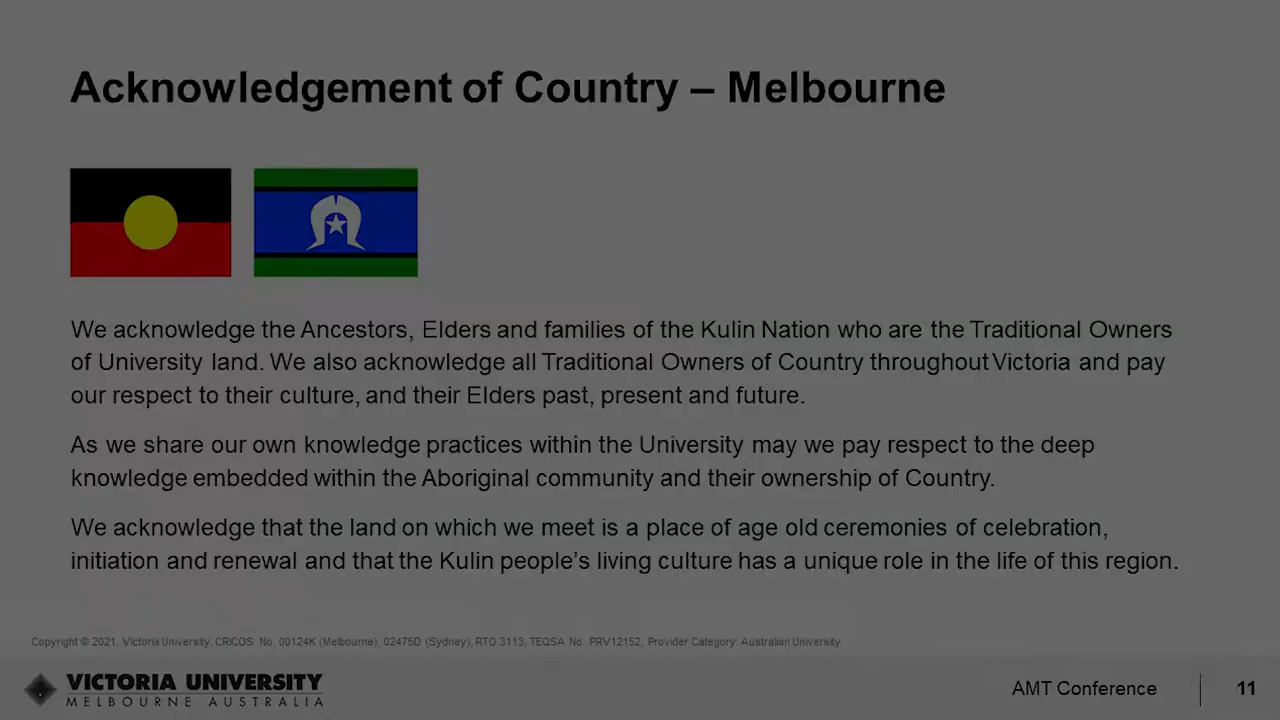 Acknowledgement of Country – Melbourne
We acknowledge the Ancestors, Elders and families of the Kulin Nation who are the Traditional Owners
of University land. We also acknowledge all Traditional Owners of Country throughout Victoria and pay
our respect to their culture, and their Elders past, present and future.
As we share our own knowledge practices within the University may we pay respect to the deep
knowledge embedded within the Aboriginal community and their ownership of Country.
We acknowledge that the land on which we meet is a place of age old ceremonies of celebration,
initiation and renewal and that the Kulin people’s living culture has a unique role in the life of this region.
Copyright © 2021. Victoria University, CRICOS No. 00124K (Melbourne), 02475D (Sydney), RTO 3113, TEQSA No. PRV12152, Provider Category: Australian University
VICTORIA UNIVERSITY
MELBOURNE AUSTRALIA
AMT Conference
11